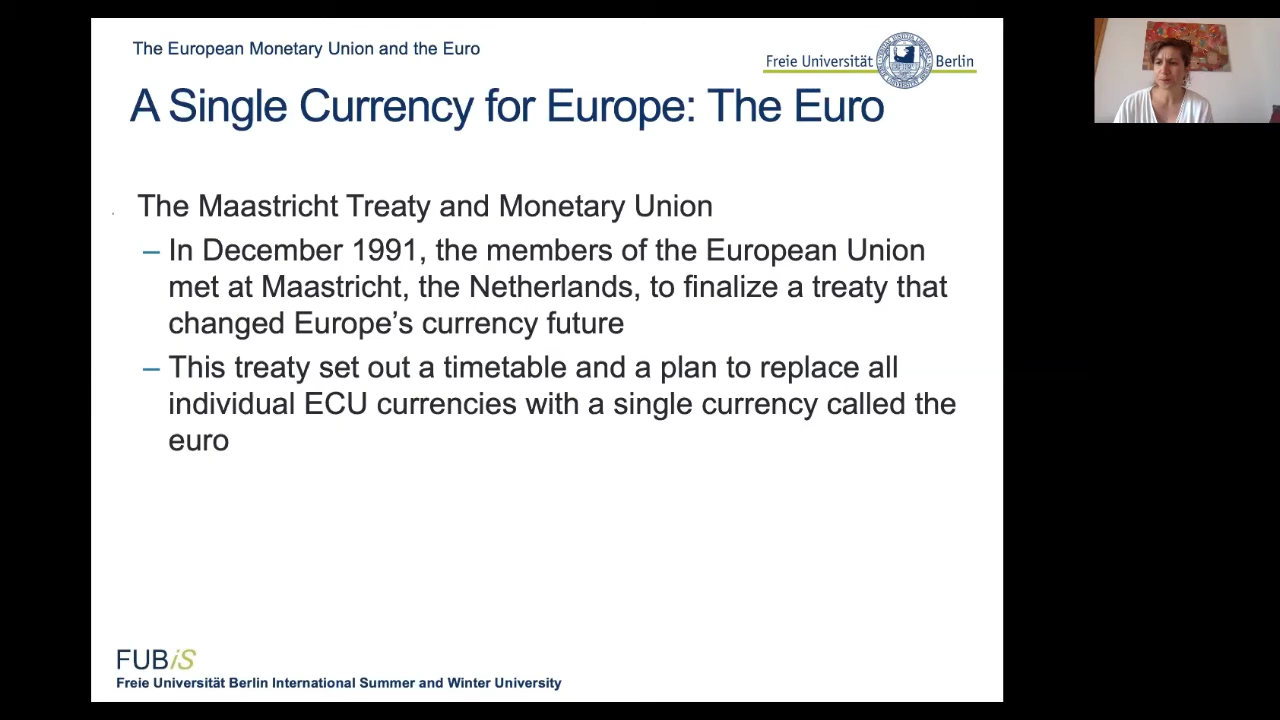 The European Monetary Union and the Euro
Freie Universität Berlin
A Single Currency for Europe: The Euro
The Maastricht Treaty and Monetary Union
– In December 1991, the members of the European Union
met at Maastricht, the Netherlands, to finalize a treaty that
changed Europe’s currency future
– This treaty set out a timetable and a plan to replace all
individual ECU currencies with a single currency called the
euro
FUBiS
Freie Universität Berlin International Summer and Winter University